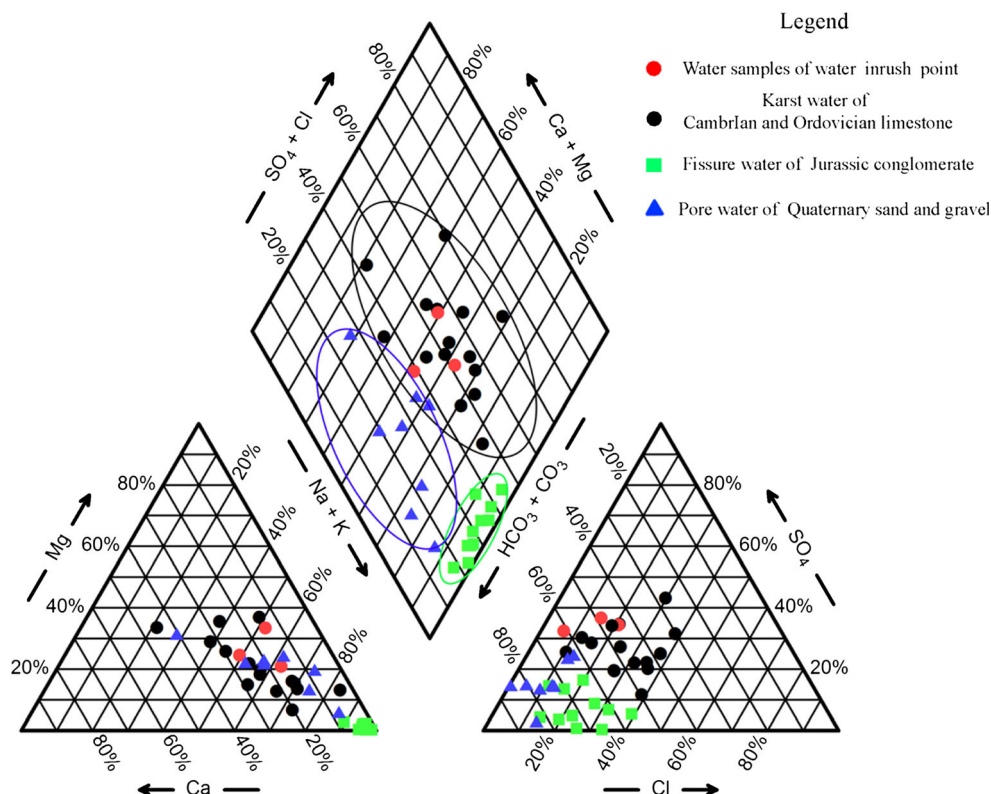 Legend
Water samples of water inrush point
Karst water of
CambrIan and Ordovician limestone
Fissure water of Jurassic conglomerate
Pore water of Quaternary sand and gravel
80%
80%
60%
60%
40%
40%
20%
20%
SO4 + Cl
Ca + Mg
Na + K
HCO3 + CO3
80%
60%
40%
20%
Mg
20%
40%
60%
80%
80%
60%
40%
20%
Ca
20%
40%
60%
80%
80%
60%
40%
20%
SO4
20%
40%
60%
80%
Cl